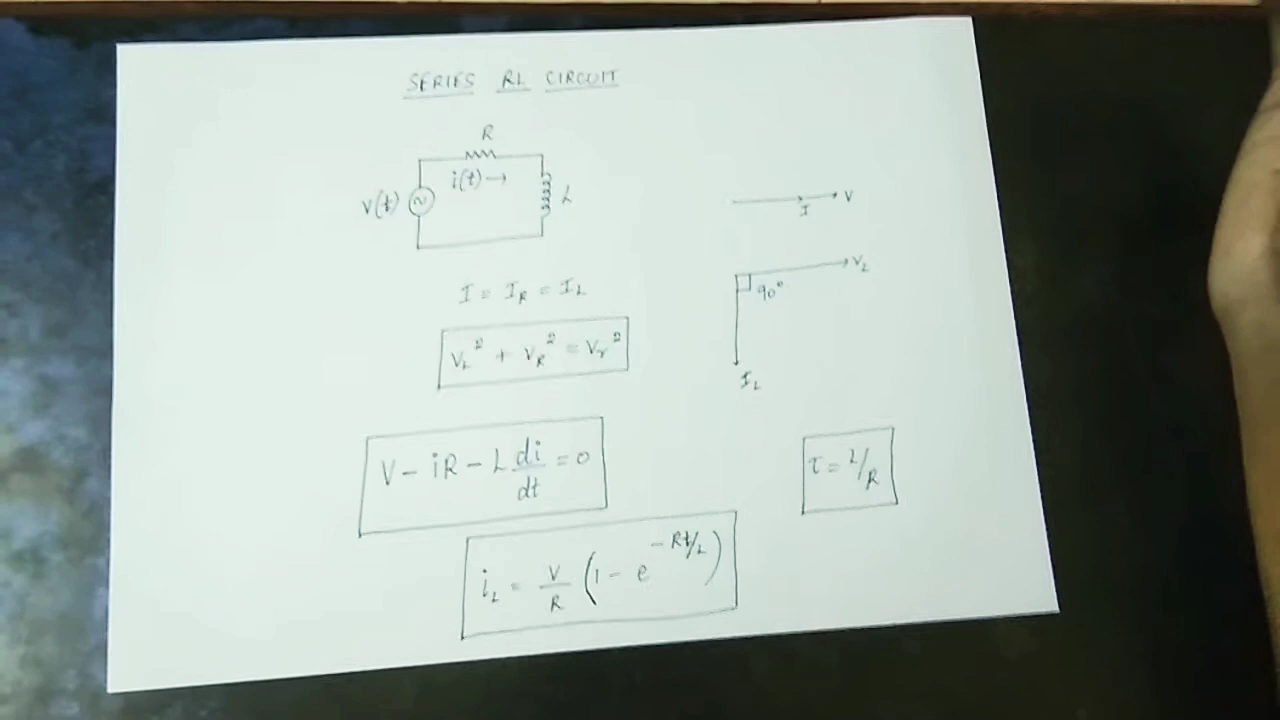 SERIES RL CIRCUIT
R
i(t) →
v(t)
L
I = I_R = I_L
V_L² + V_R² = V_T²
V - iR - L di/dt = 0
i_L = V/R (1 - e^(-Rt/L))
V
I
V_L
90°
I_L
τ = L/R